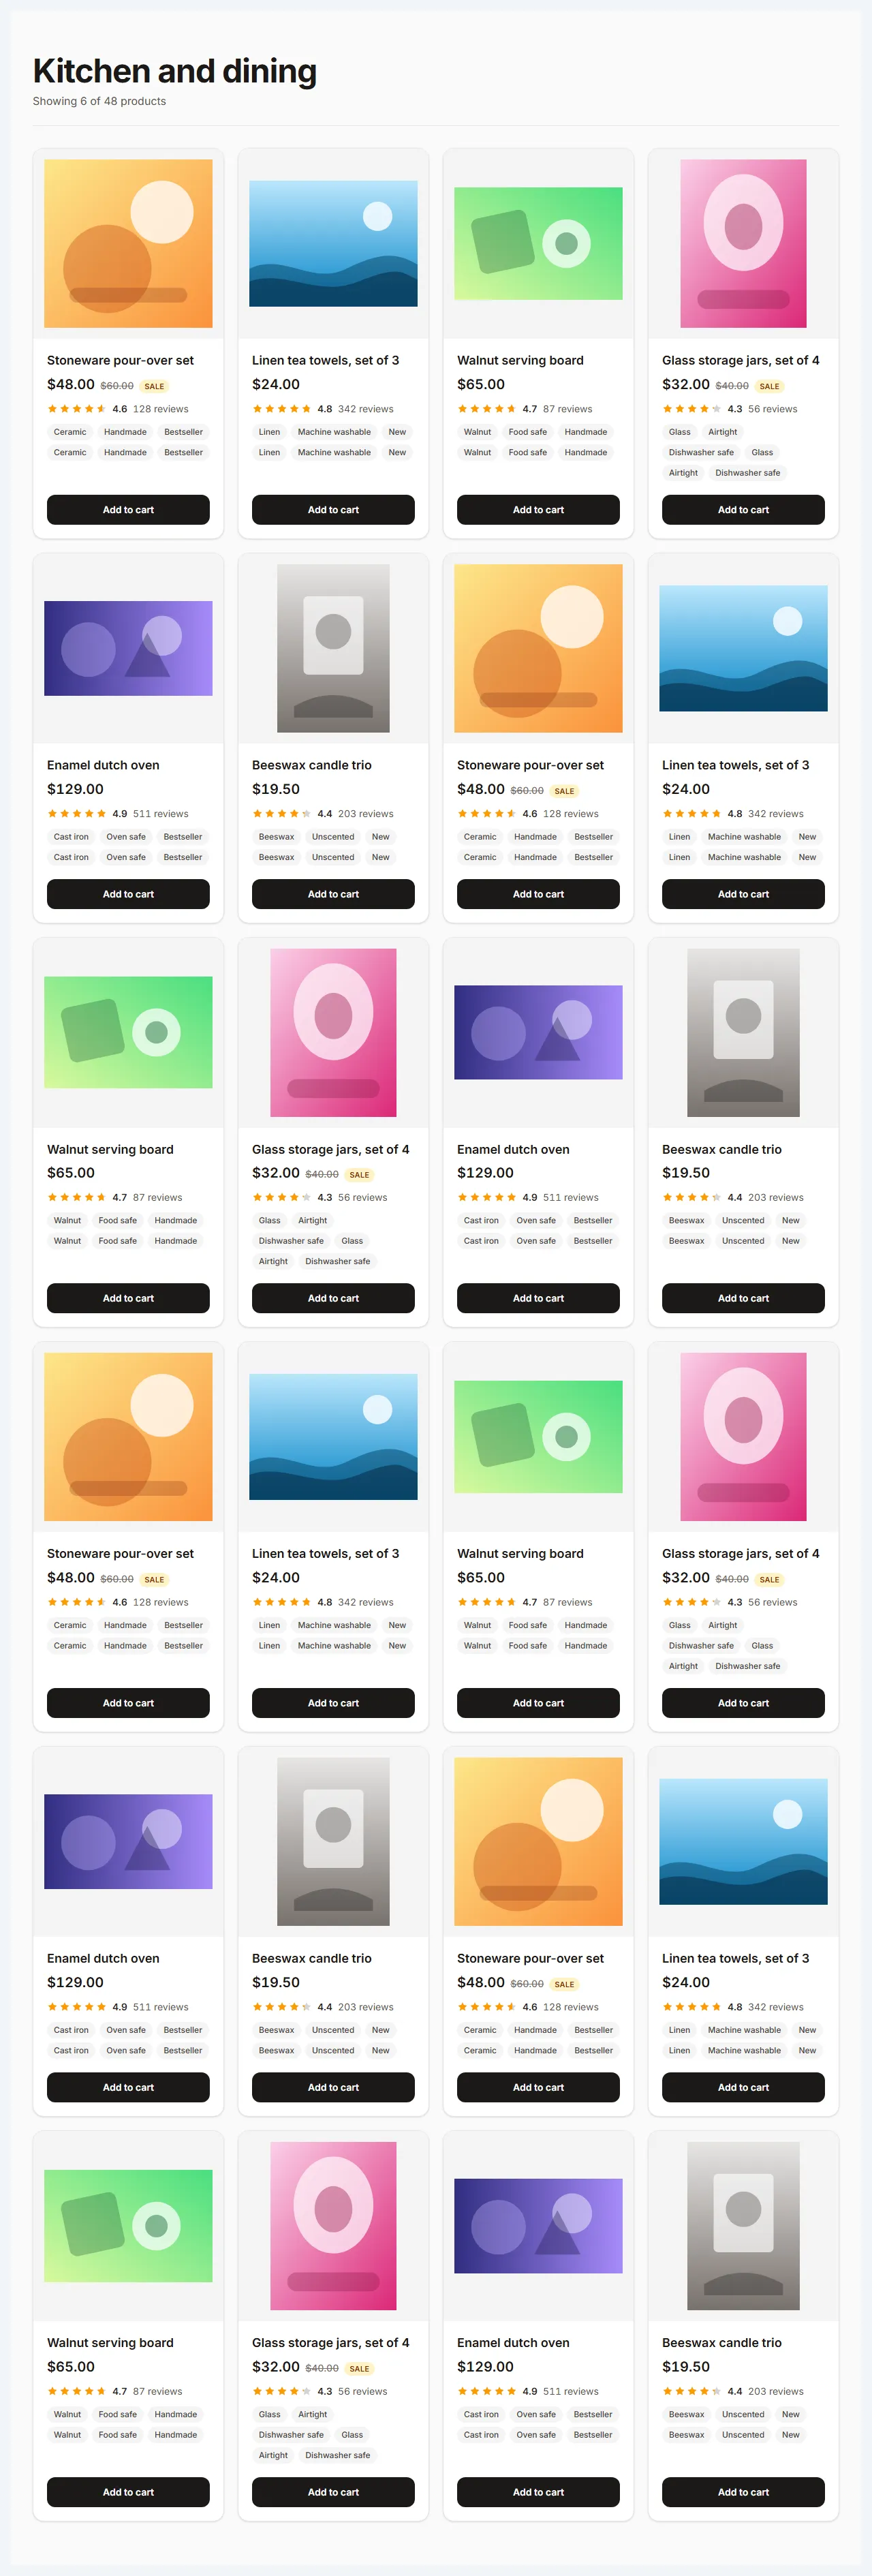 Kitchen and dining
Showing 6 of 48 products
Stoneware pour-over set
$48.00 $60.00 SALE
4.6 128 reviews
Ceramic Handmade Bestseller
Ceramic Handmade Bestseller
Add to cart
Linen tea towels, set of 3
$24.00
4.8 342 reviews
Linen Machine washable New
Linen Machine washable New
Add to cart
Walnut serving board
$65.00
4.7 87 reviews
Walnut Food safe Handmade
Walnut Food safe Handmade
Add to cart
Glass storage jars, set of 4
$32.00 $40.00 SALE
4.3 56 reviews
Glass Airtight
Dishwasher safe Glass
Airtight Dishwasher safe
Add to cart
Enamel dutch oven
$129.00
4.9 511 reviews
Cast iron Oven safe Bestseller
Cast iron Oven safe Bestseller
Add to cart
Beeswax candle trio
$19.50
4.4 203 reviews
Beeswax Unscented New
Beeswax Unscented New
Add to cart
Stoneware pour-over set
$48.00 $60.00 SALE
4.6 128 reviews
Ceramic Handmade Bestseller
Ceramic Handmade Bestseller
Add to cart
Linen tea towels, set of 3
$24.00
4.8 342 reviews
Linen Machine washable New
Linen Machine washable New
Add to cart
Walnut serving board
$65.00
4.7 87 reviews
Walnut Food safe Handmade
Walnut Food safe Handmade
Add to cart
Glass storage jars, set of 4
$32.00 $40.00 SALE
4.3 56 reviews
Glass Airtight
Dishwasher safe Glass
Airtight Dishwasher safe
Add to cart
Enamel dutch oven
$129.00
4.9 511 reviews
Cast iron Oven safe Bestseller
Cast iron Oven safe Bestseller
Add to cart
Beeswax candle trio
$19.50
4.4 203 reviews
Beeswax Unscented New
Beeswax Unscented New
Add to cart
Stoneware pour-over set
$48.00 $60.00 SALE
4.6 128 reviews
Ceramic Handmade Bestseller
Ceramic Handmade Bestseller
Add to cart
Linen tea towels, set of 3
$24.00
4.8 342 reviews
Linen Machine washable New
Linen Machine washable New
Add to cart
Walnut serving board
$65.00
4.7 87 reviews
Walnut Food safe Handmade
Walnut Food safe Handmade
Add to cart
Glass storage jars, set of 4
$32.00 $40.00 SALE
4.3 56 reviews
Glass Airtight
Dishwasher safe Glass
Airtight Dishwasher safe
Add to cart
Enamel dutch oven
$129.00
4.9 511 reviews
Cast iron Oven safe Bestseller
Cast iron Oven safe Bestseller
Add to cart
Beeswax candle trio
$19.50
4.4 203 reviews
Beeswax Unscented New
Beeswax Unscented New
Add to cart
Stoneware pour-over set
$48.00 $60.00 SALE
4.6 128 reviews
Ceramic Handmade Bestseller
Ceramic Handmade Bestseller
Add to cart
Linen tea towels, set of 3
$24.00
4.8 342 reviews
Linen Machine washable New
Linen Machine washable New
Add to cart
Walnut serving board
$65.00
4.7 87 reviews
Walnut Food safe Handmade
Walnut Food safe Handmade
Add to cart
Glass storage jars, set of 4
$32.00 $40.00 SALE
4.3 56 reviews
Glass Airtight
Dishwasher safe Glass
Airtight Dishwasher safe
Add to cart
Enamel dutch oven
$129.00
4.9 511 reviews
Cast iron Oven safe Bestseller
Cast iron Oven safe Bestseller
Add to cart
Beeswax candle trio
$19.50
4.4 203 reviews
Beeswax Unscented New
Beeswax Unscented New
Add to cart